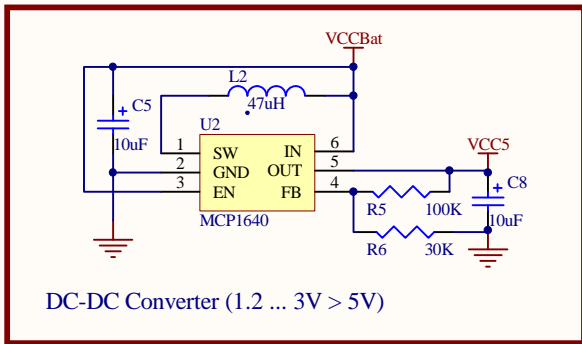 VCCBat
L2
47uH
C5
10uF
U2
1 SW IN 6
2 GND OUT 5
3 EN FB 4
MCP1640
VCC5
C8
10uF
R5 100K
R6 30K
DC-DC Converter (1.2 ... 3V > 5V)